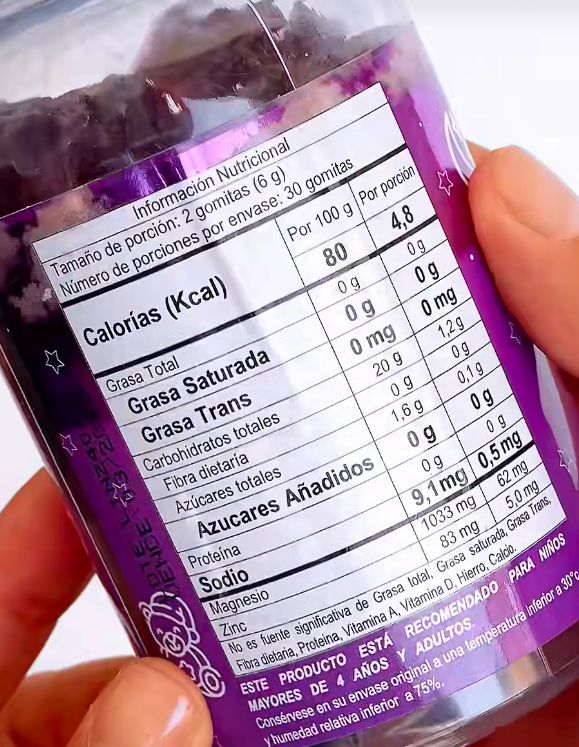 Información Nutricional
Tamaño de porción: 2 gomitas (6 g)
Número de porciones por envase: 30 gomitas
Por 100 g Por porción
Calorías (Kcal) 80 4,8
Grasa Total 0 g 0 g
Grasa Saturada 0 g 0 g
Grasa Trans 0 mg 0 mg
Carbohidratos totales 20 g 1,2 g
Fibra dietaría 0 g 0 g
Azúcares totales 1,6 g 0,1 g
Azucares Añadidos 0 g 0 g
Proteína 0 g 0 g
Sodio 9,1 mg 0,5 mg
Magnesio 1033 mg 62 mg
Zinc 83 mg 5,0 mg
No es fuente significativa de Grasa total, Grasa saturada, Grasa Trans,
Fibra dietaria, Proteina, Vitamina A, Vitamina D, Hierro, Calcio.
ESTE PRODUCTO ESTÁ RECOMENDADO PARA NIÑOS
MAYORES DE 4 AÑOS Y ADULTOS.
Consérvese en su envase original a una temperatura inferior a 30°c
y humedad relativa inferior a 75%.